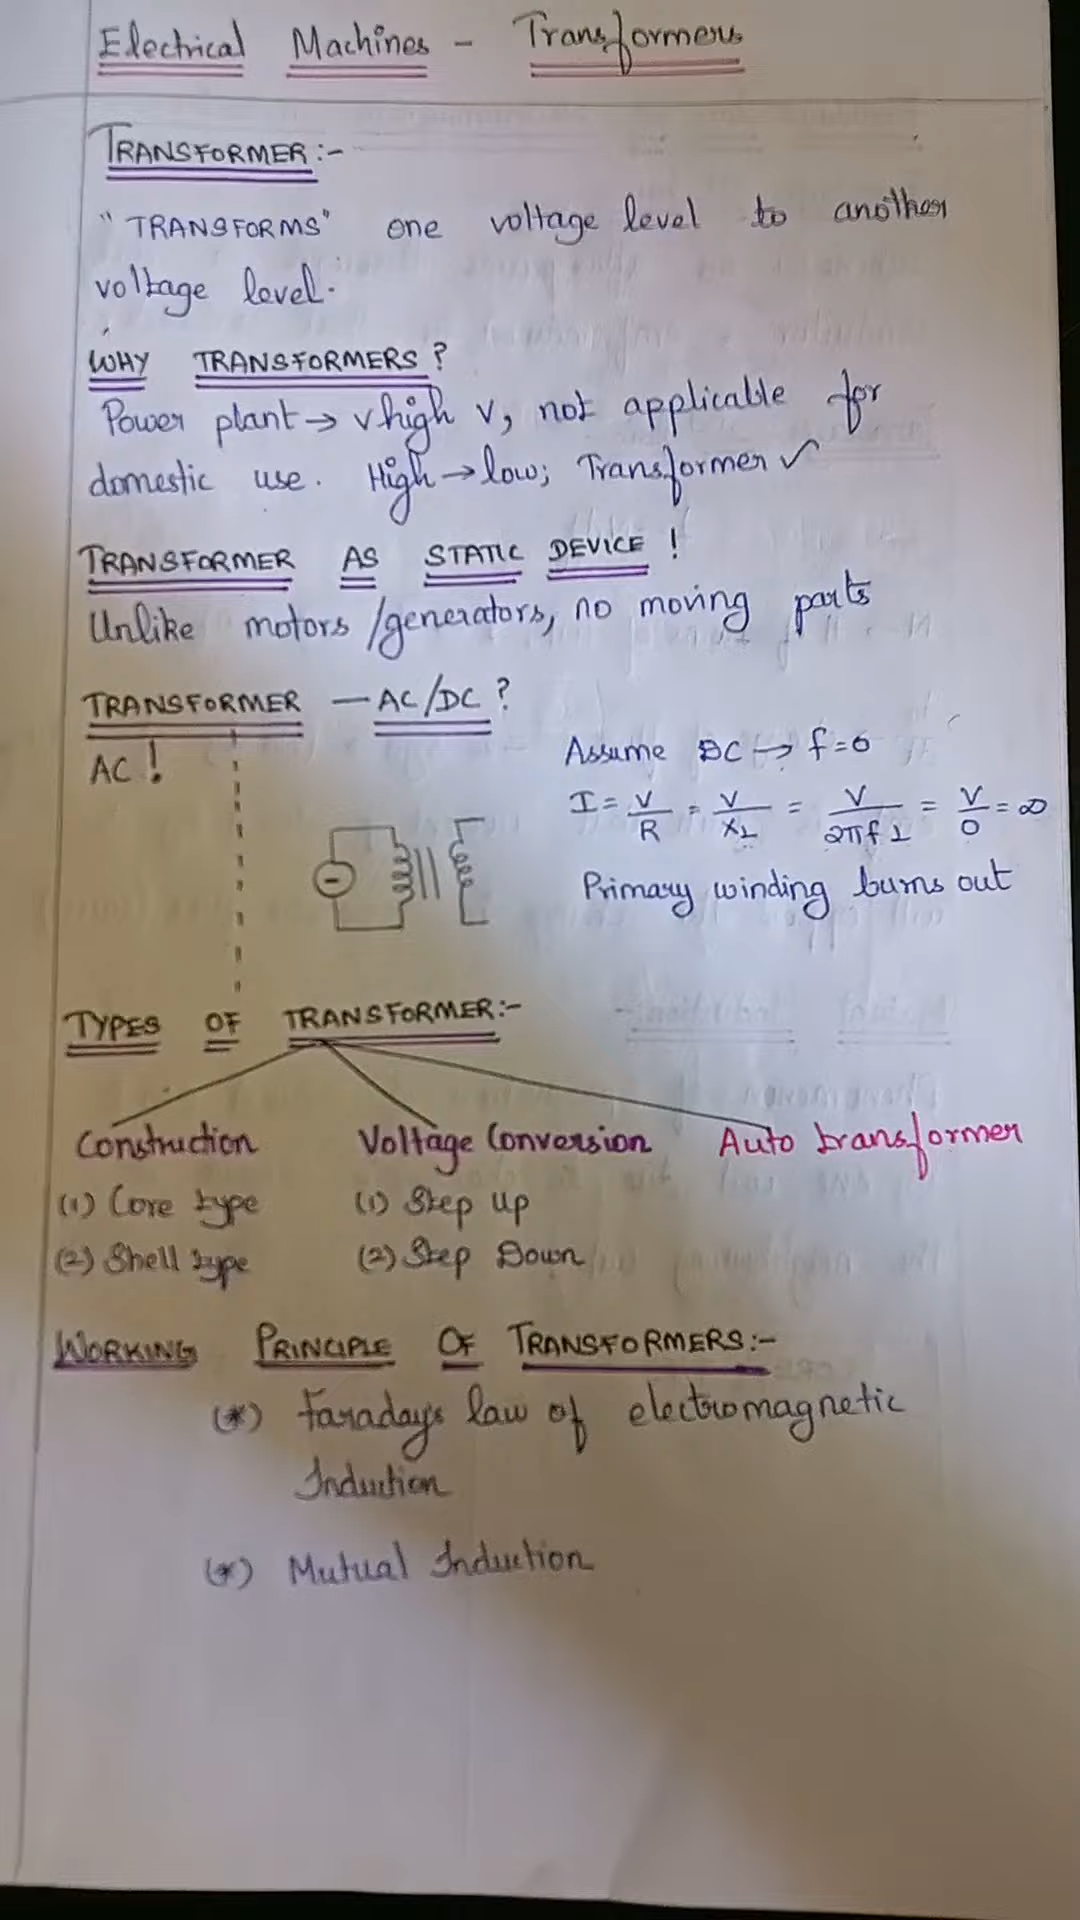 Electrical Machines - Transformers
TRANSFORMER:-
"TRANSFORMS" one voltage level to another
voltage level.
WHY TRANSFORMERS?
Power plant → v high v, not applicable for
domestic use. High → low; Transformer ✓
TRANSFORMER AS STATIC DEVICE!
Unlike motors/generators, no moving parts
TRANSFORMER — AC/DC?
AC!
Assume DC → f=0
I = V/R = V/XL = V/2πfL = V/0 = ∞
Primary winding burns out
TYPES OF TRANSFORMER:-
Construction Voltage Conversion Auto transformer
(1) Core type (1) Step Up
(2) Shell type (2) Step Down
WORKING PRINCIPLE OF TRANSFORMERS:-
(*) Faradays law of electromagnetic
Induction
(*) Mutual Induction